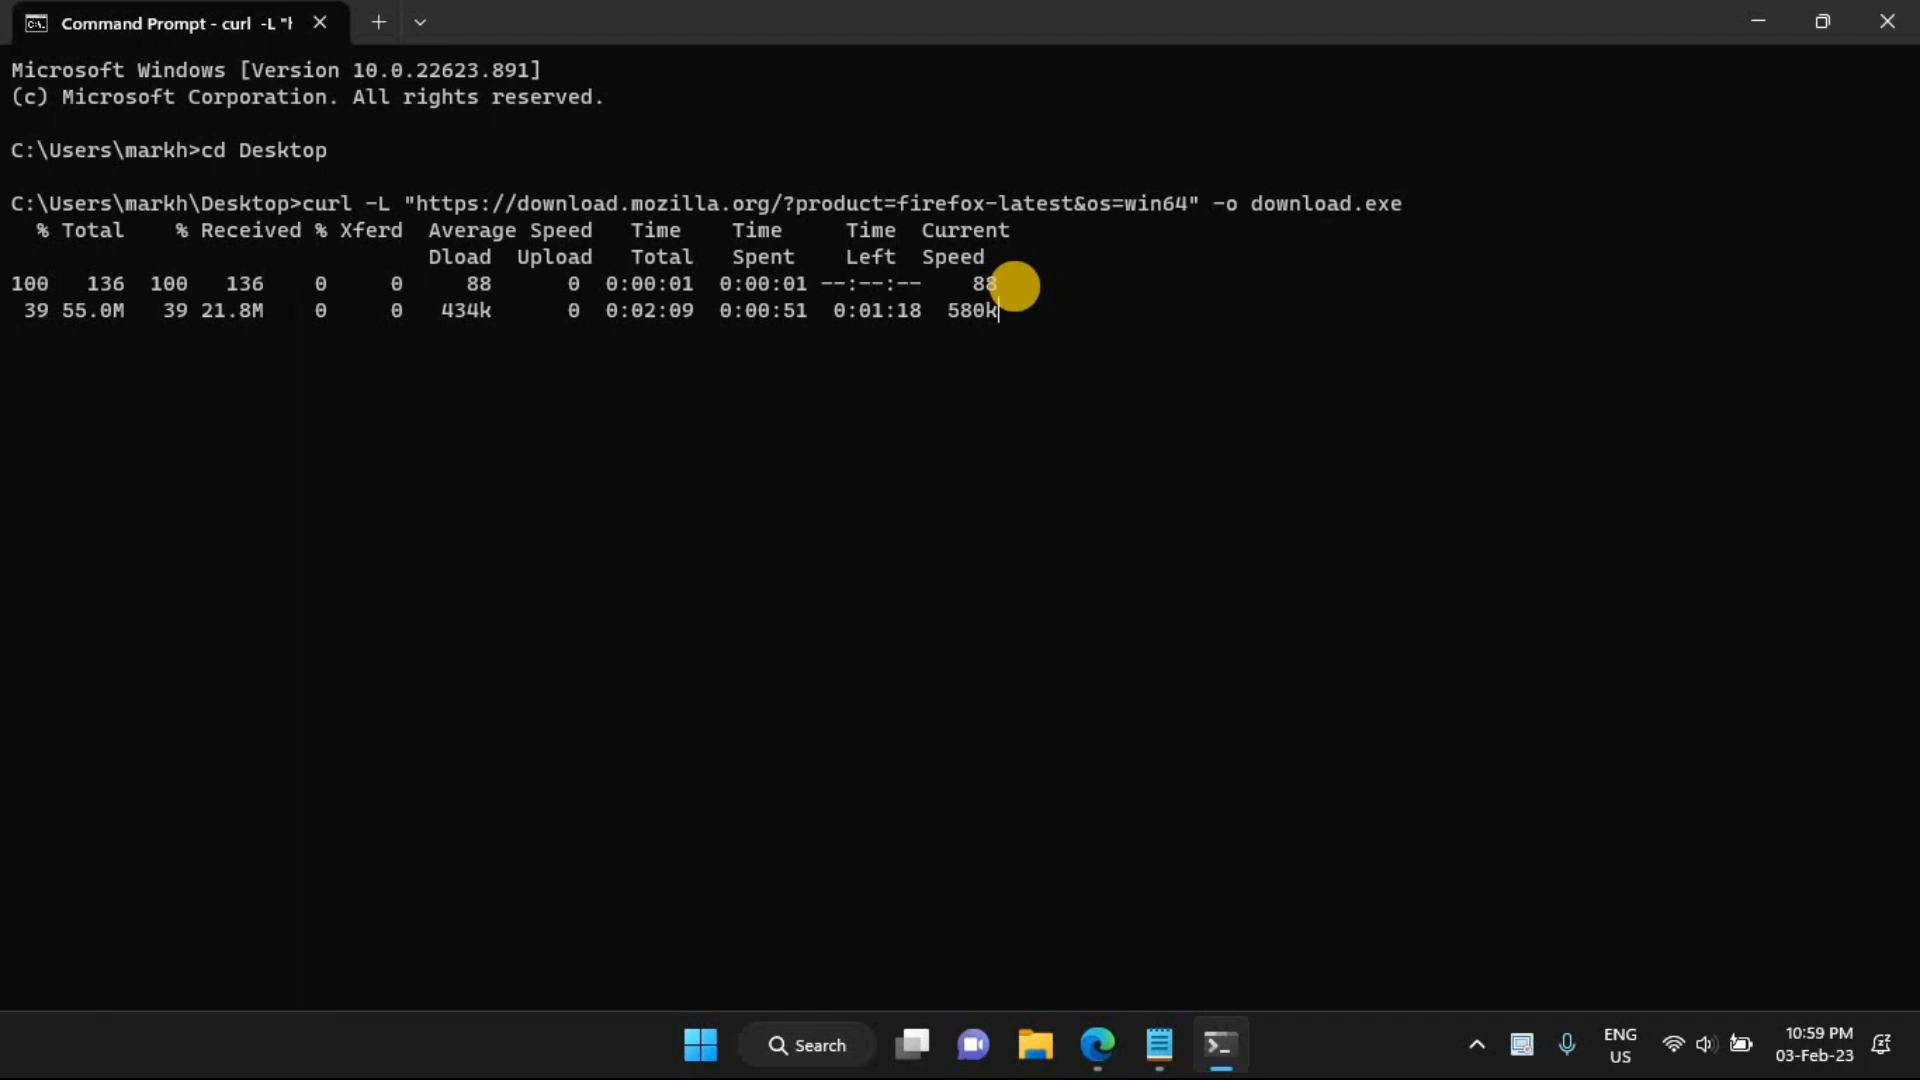 Command Prompt - curl -L "h
Microsoft Windows [Version 10.0.22623.891]
(c) Microsoft Corporation. All rights reserved.
C:\Users\markh>cd Desktop
C:\Users\markh\Desktop>curl -L "https://download.mozilla.org/?product=firefox-latest&os=win64" -o download.exe
% Total % Received % Xferd Average Speed Time Time Time Current
Dload Upload Total Spent Left Speed
100 136 100 136 0 0 88 0 0:00:01 0:00:01 --:--:-- 88
39 55.0M 39 21.8M 0 0 434k 0 0:02:09 0:00:51 0:01:18 580k
Search
ENG
US
10:59 PM
03-Feb-23